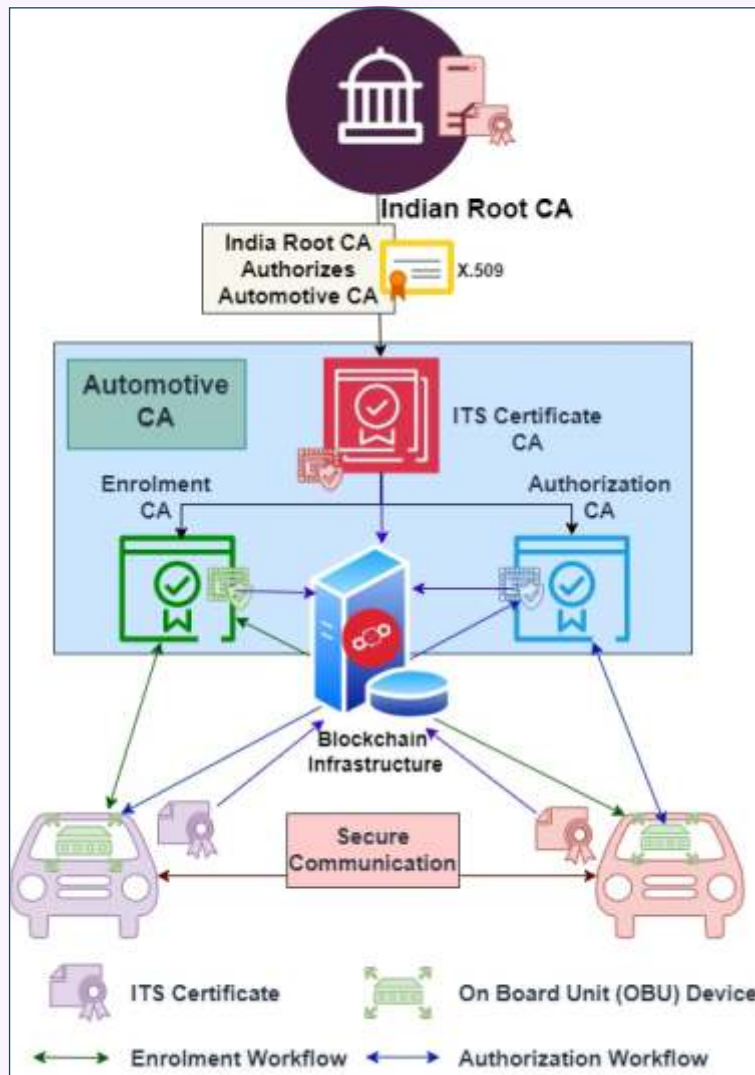 Indian Root CA
India Root CA
Authorizes
Automotive CA
X.509
Automotive
CA
ITS Certificate
CA
Enrolment
CA
Authorization
CA
Blockchain
Infrastructure
Secure
Communication
ITS Certificate
On Board Unit (OBU) Device
Enrolment Workflow
Authorization Workflow